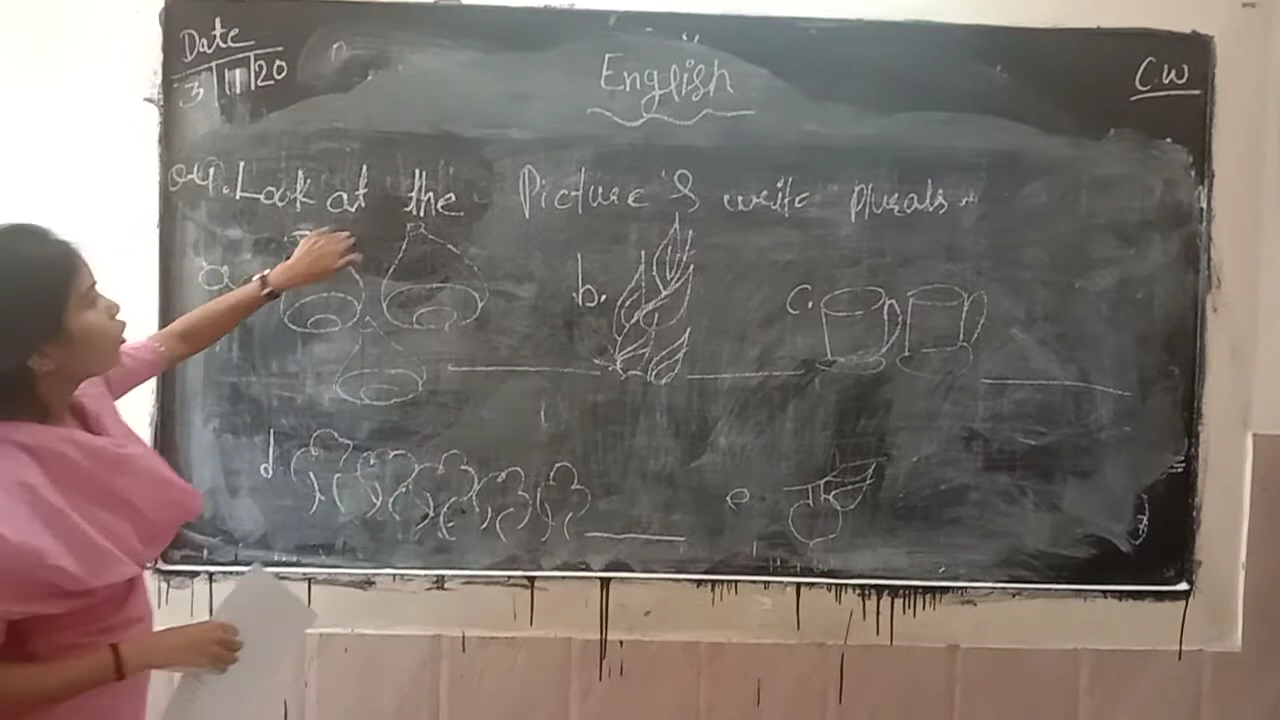 Date
3|11|20
English
C.W
Q4. Look at the Picture & write plurals.
a
b.
c.
d.
e.